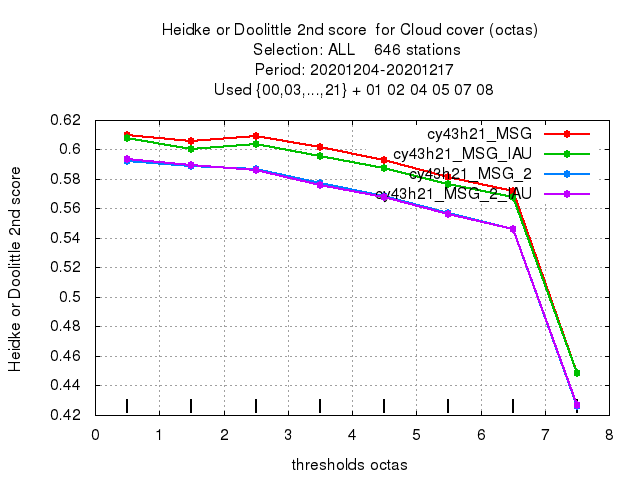 Heidke or Doolittle 2nd score for Cloud cover (octas)
Selection: ALL 646 stations
Period: 20201204-20201217
Used {00,03,...,21} + 01 02 04 05 07 08
cy43h21_MSG
cy43h21_MSG_IAU
cy43h21_MSG_2
cy43h21_MSG_2_IAU
Heidke or Doolittle 2nd score
0.62
0.6
0.58
0.56
0.54
0.52
0.5
0.48
0.46
0.44
0.42
0 1 2 3 4 5 6 7 8
thresholds octas